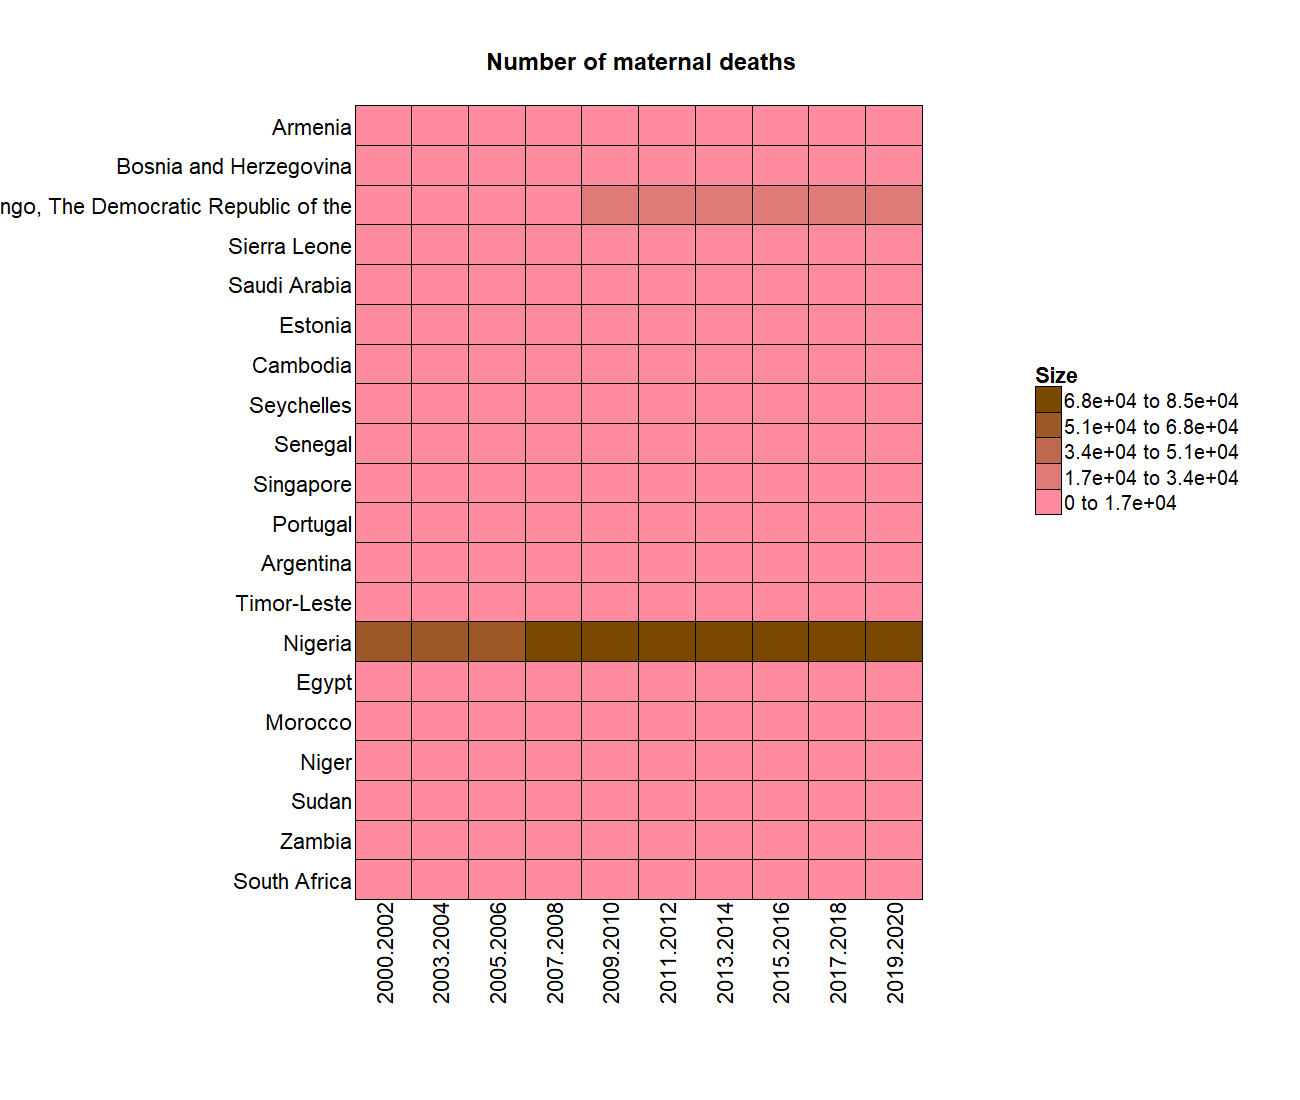 Number of maternal deaths
Armenia
Bosnia and Herzegovina
ngo, The Democratic Republic of the
Sierra Leone
Saudi Arabia
Estonia
Cambodia
Seychelles
Senegal
Singapore
Portugal
Argentina
Timor-Leste
Nigeria
Egypt
Morocco
Niger
Sudan
Zambia
South Africa
2000.2002
2003.2004
2005.2006
2007.2008
2009.2010
2011.2012
2013.2014
2015.2016
2017.2018
2019.2020
Size
6.8e+04 to 8.5e+04
5.1e+04 to 6.8e+04
3.4e+04 to 5.1e+04
1.7e+04 to 3.4e+04
0 to 1.7e+04